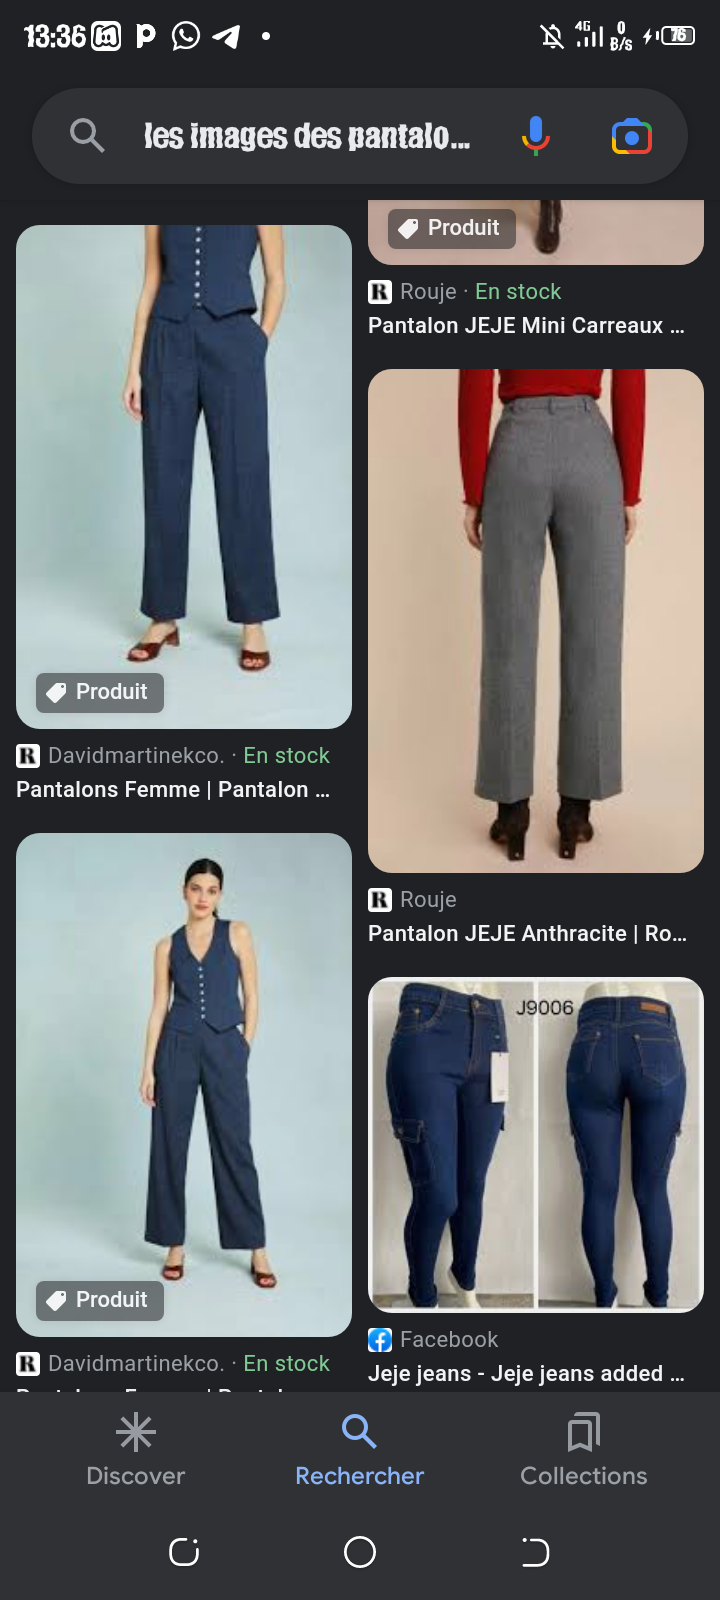 13:36
4G
0
B/s
76
les images des pantalo...
Produit
Davidmartinekco. · En stock
Pantalons Femme | Pantalon ...
Produit
Davidmartinekco. · En stock
Produit
Rouje · En stock
Pantalon JEJE Mini Carreaux ...
Rouje
Pantalon JEJE Anthracite | Ro...
J9006
Facebook
Jeje jeans - Jeje jeans added ...
Discover
Rechercher
Collections